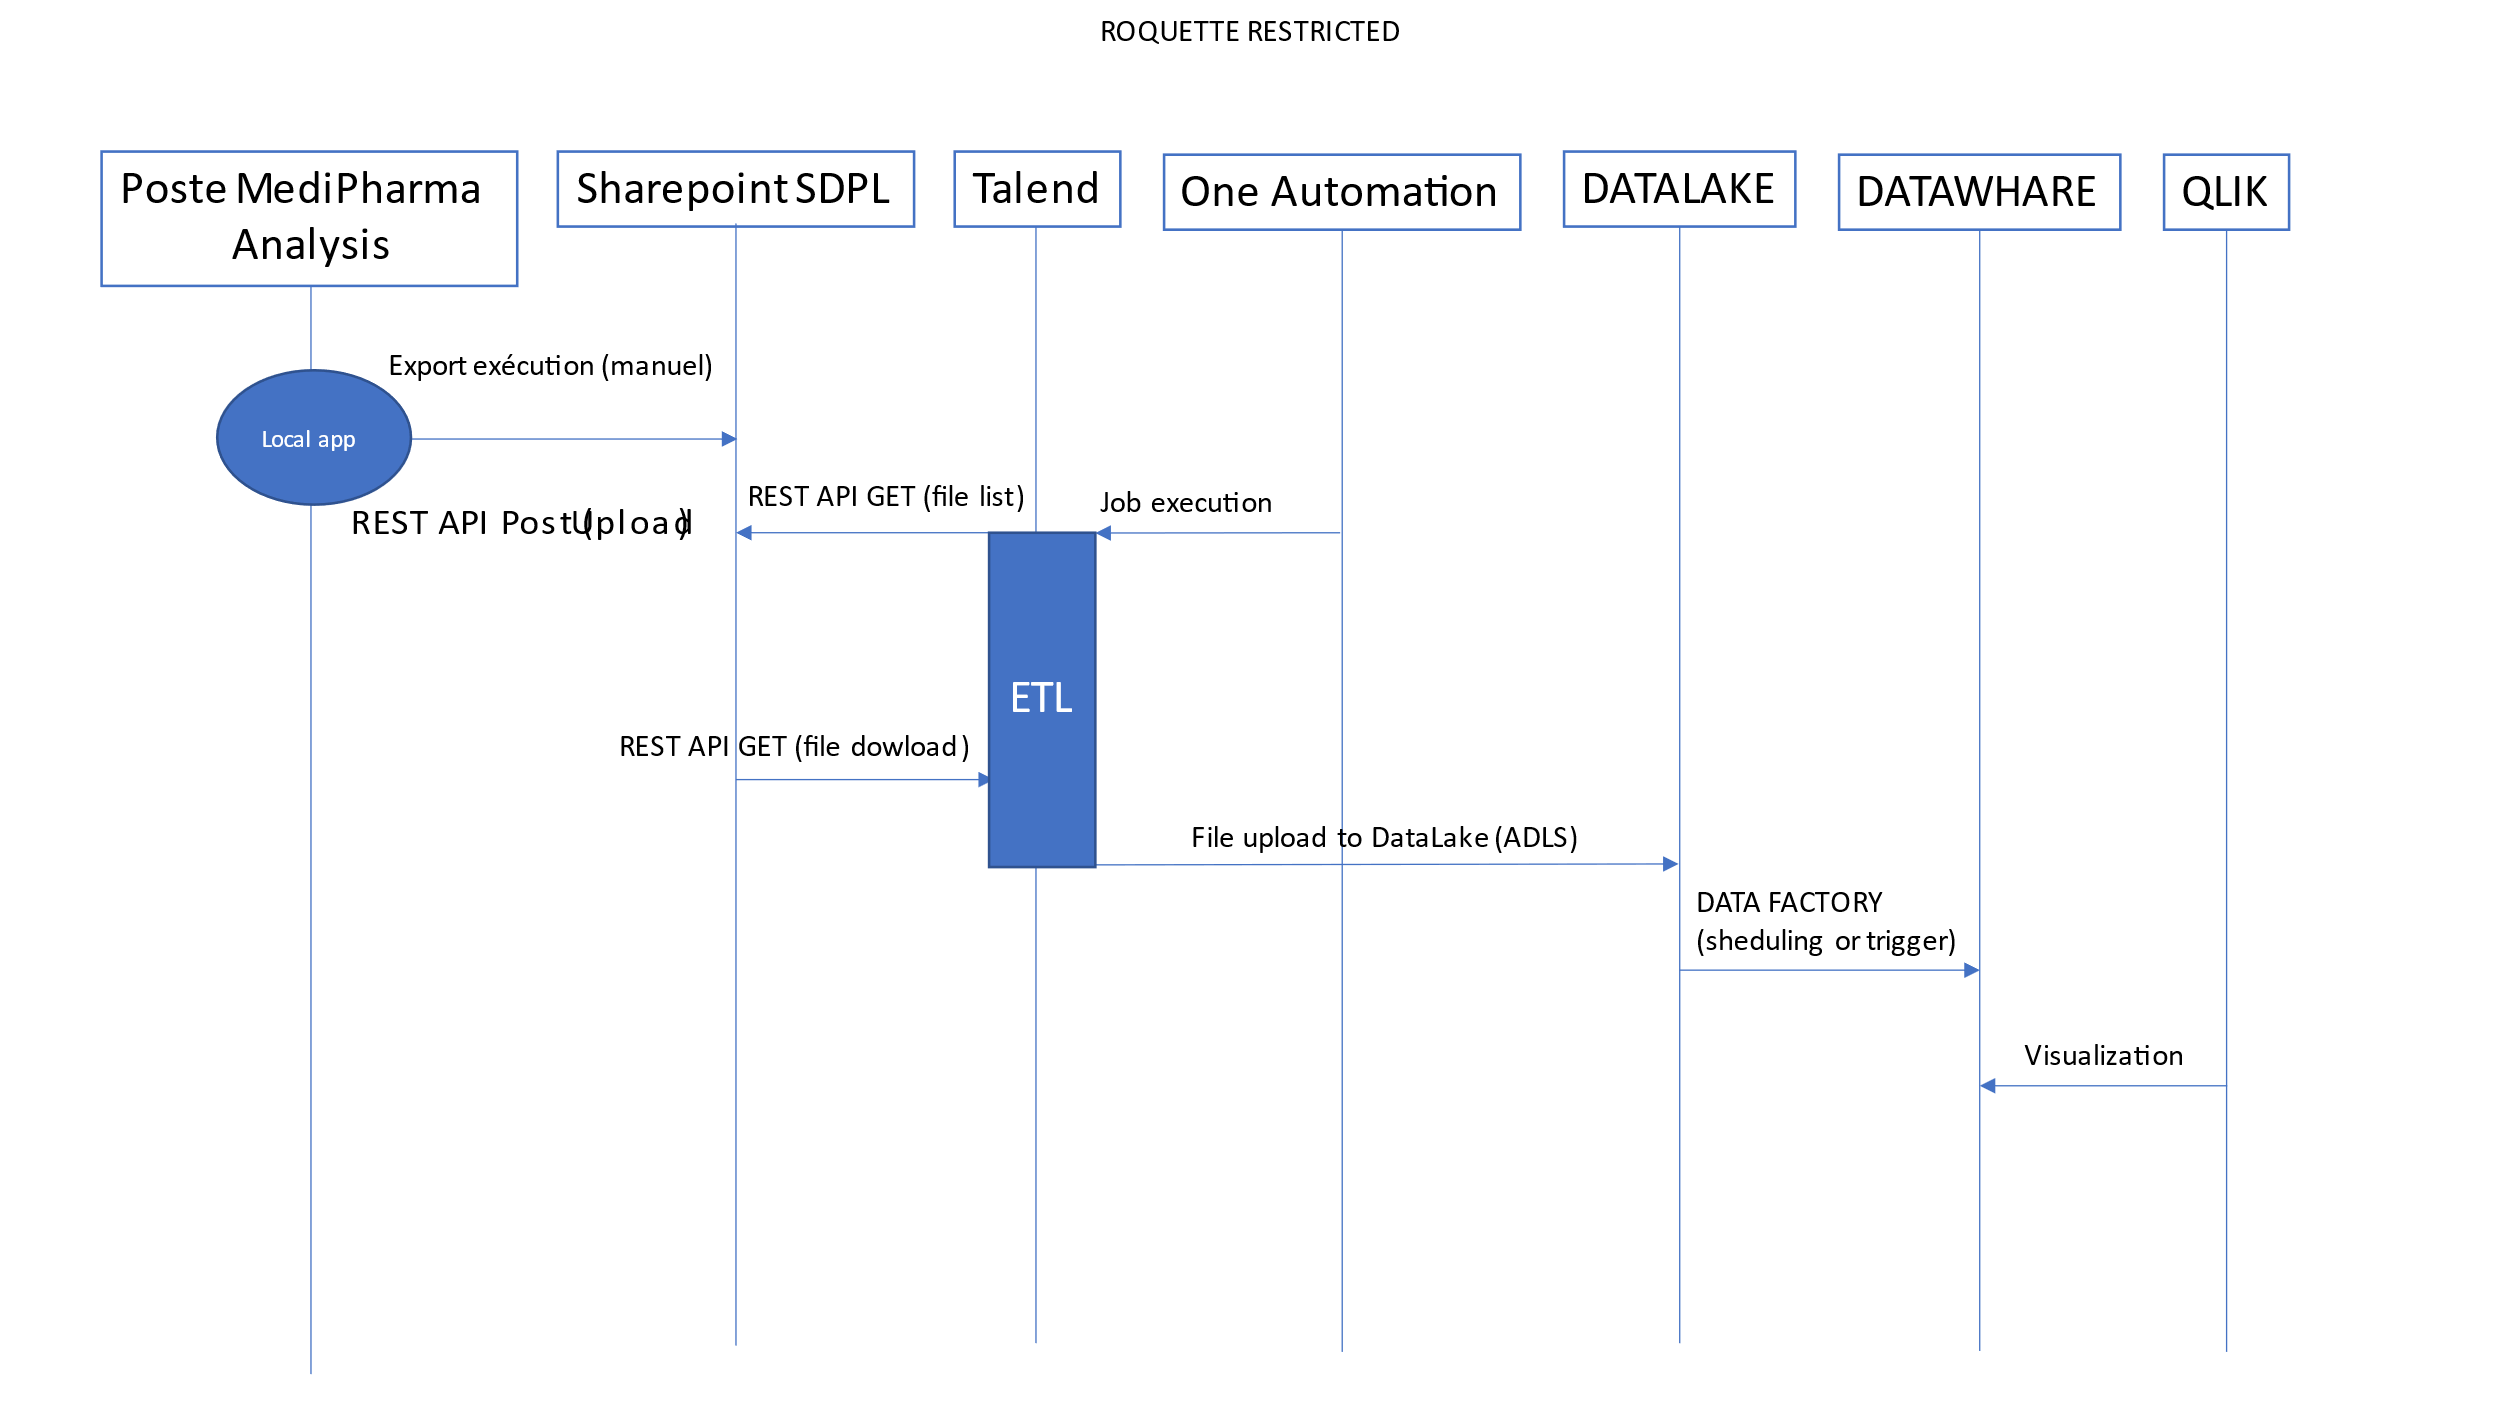 ROQUETTE RESTRICTED
Poste MediPharma
Analysis
Sharepoint SDPL
Talend
One Automation
DATALAKE
DATAWHARE
QLIK
Export exécution (manuel)
Local app
REST API Post (Upload)
REST API GET (file list)
Job execution
ETL
REST API GET (file dowload)
File upload to DataLake (ADLS)
DATA FACTORY
(sheduling or trigger)
Visualization